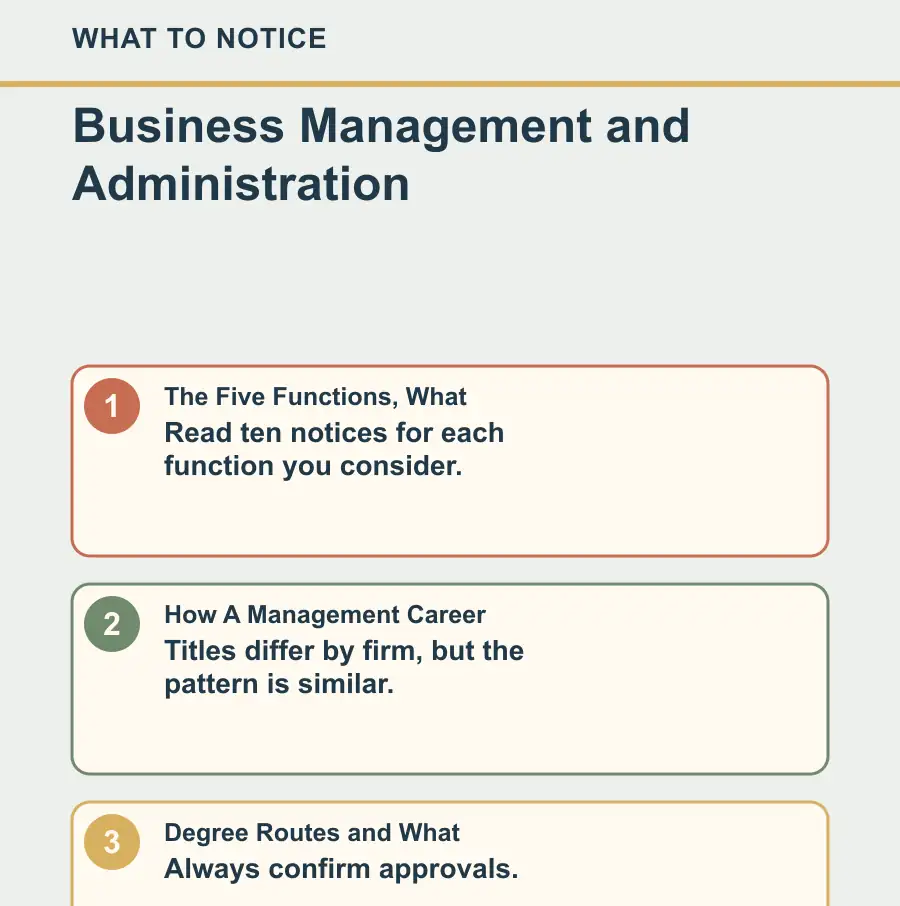 WHAT TO NOTICE
Business Management and
Administration
1
The Five Functions, What
Read ten notices for each
function you consider.
2
How A Management Career
Titles differ by firm, but the
pattern is similar.
3
Degree Routes and What
Always confirm approvals.